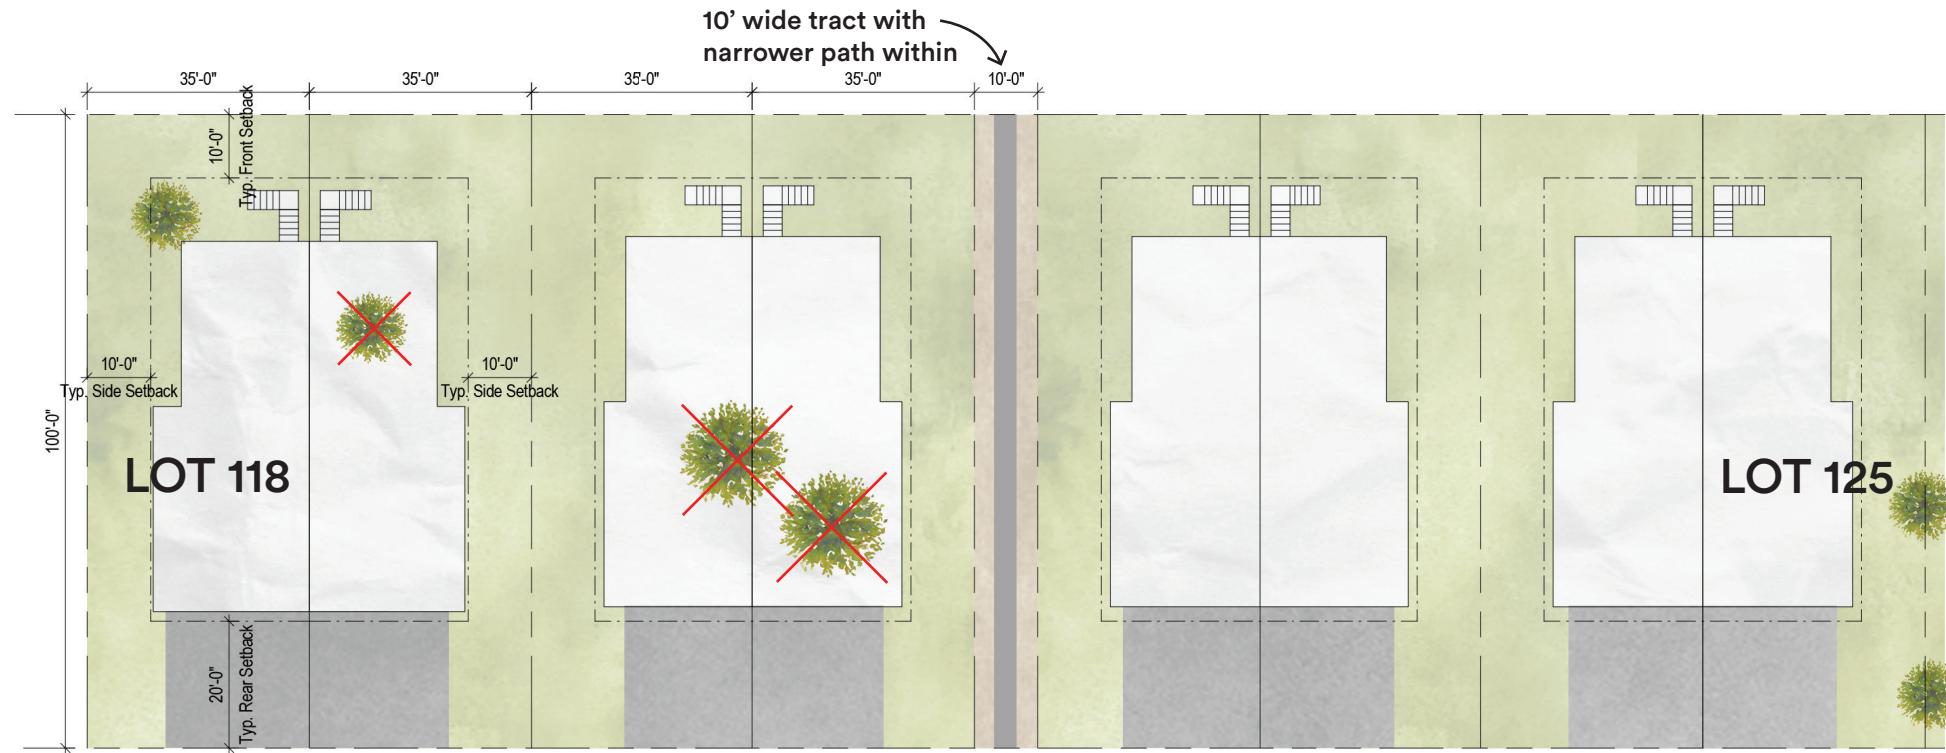 10’ wide tract with
narrower path within
35'-0"
35'-0"
35'-0"
35'-0"
10'-0"
10'-0"
Typ. Front Setback
10'-0"
Typ. Side Setback
10'-0"
Typ. Side Setback
100'-0"
LOT 118
LOT 125
20'-0"
Typ. Rear Setback